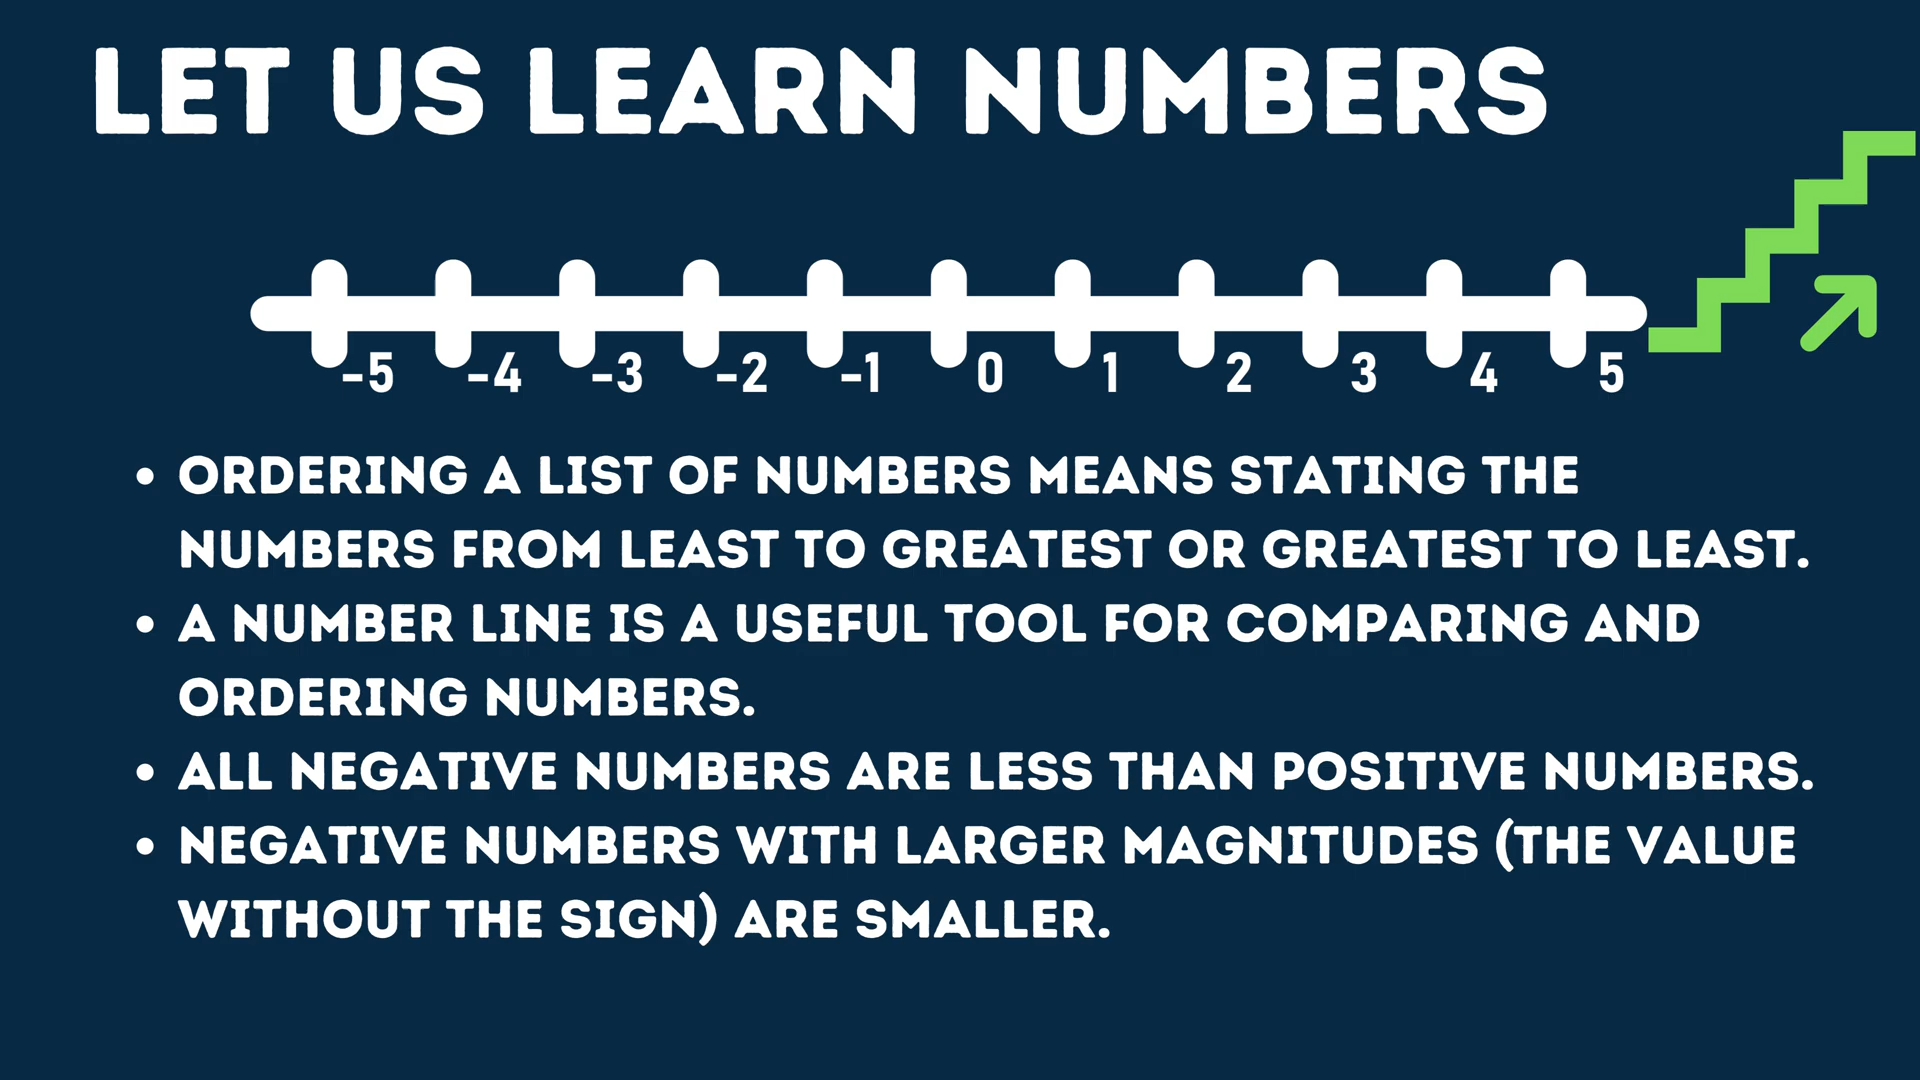 LET US LEARN NUMBERS
-5 -4 -3 -2 -1 0 1 2 3 4 5
• ORDERING A LIST OF NUMBERS MEANS STATING THE
NUMBERS FROM LEAST TO GREATEST OR GREATEST TO LEAST.
• A NUMBER LINE IS A USEFUL TOOL FOR COMPARING AND
ORDERING NUMBERS.
• ALL NEGATIVE NUMBERS ARE LESS THAN POSITIVE NUMBERS.
• NEGATIVE NUMBERS WITH LARGER MAGNITUDES (THE VALUE
WITHOUT THE SIGN) ARE SMALLER.